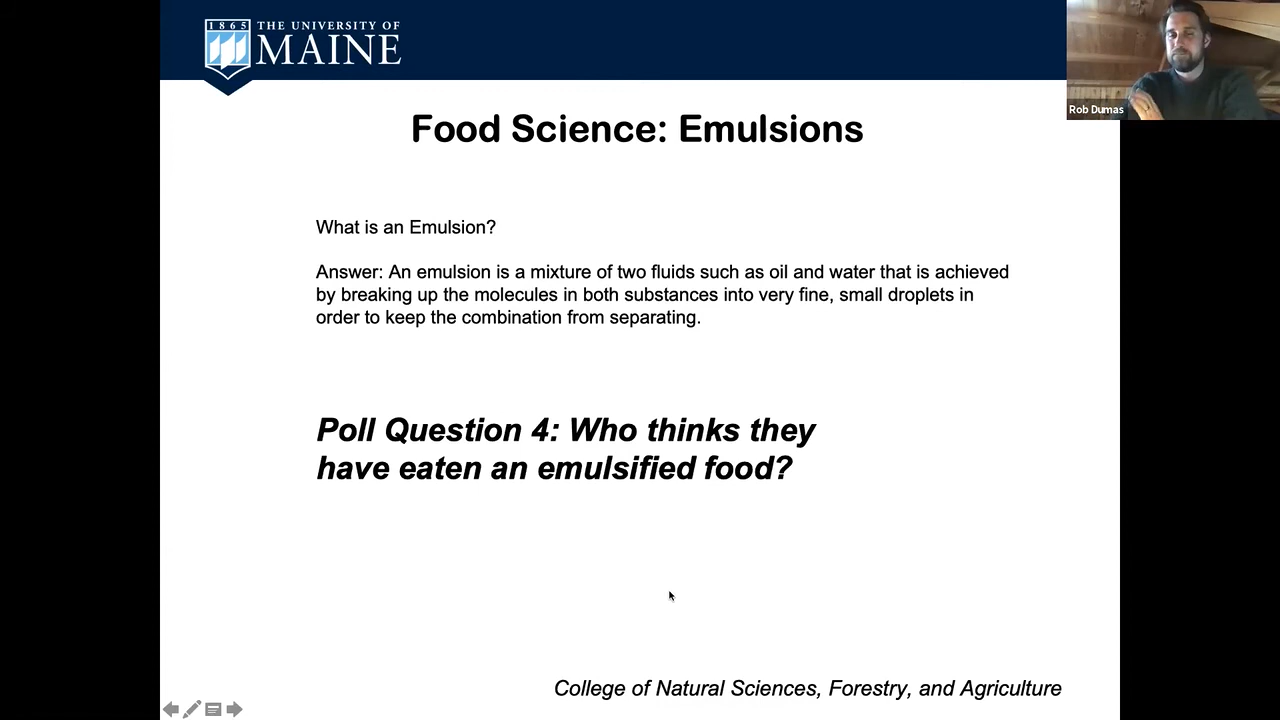 1865
THE UNIVERSITY OF
MAINE
Rob Dumas
Food Science: Emulsions
What is an Emulsion?
Answer: An emulsion is a mixture of two fluids such as oil and water that is achieved
by breaking up the molecules in both substances into very fine, small droplets in
order to keep the combination from separating.
Poll Question 4: Who thinks they
have eaten an emulsified food?
College of Natural Sciences, Forestry, and Agriculture